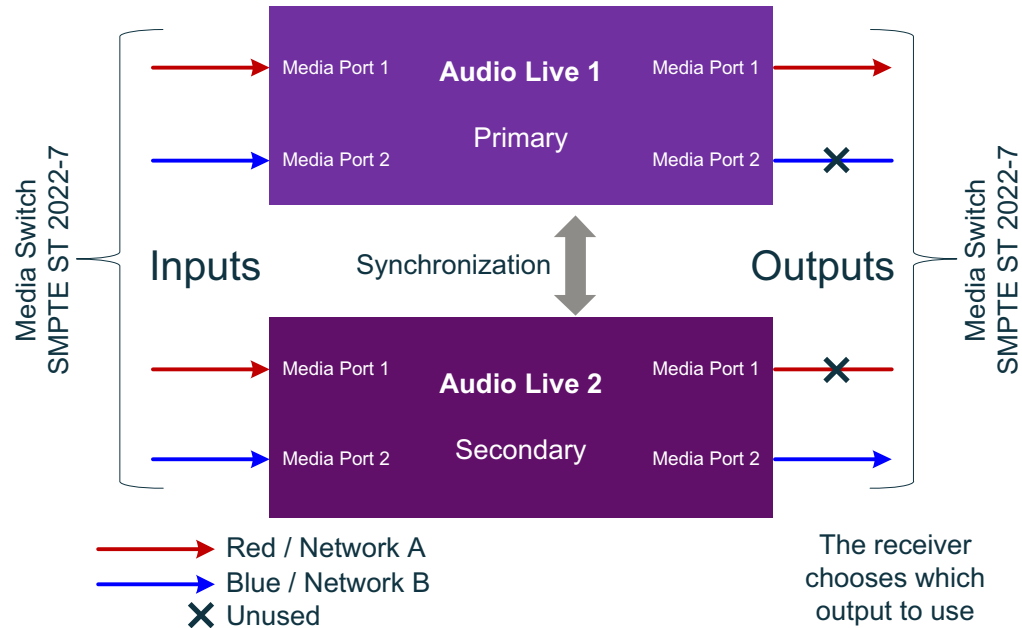 Media Switch
SMPTE ST 2022-7
Inputs
Media Port 1
Media Port 2
Audio Live 1
Primary
Media Port 1
Media Port 2
Synchronization
Media Port 1
Media Port 2
Audio Live 2
Secondary
Media Port 1
Media Port 2
Outputs
Media Switch
SMPTE ST 2022-7
Red / Network A
Blue / Network B
Unused
The receiver
chooses which
output to use